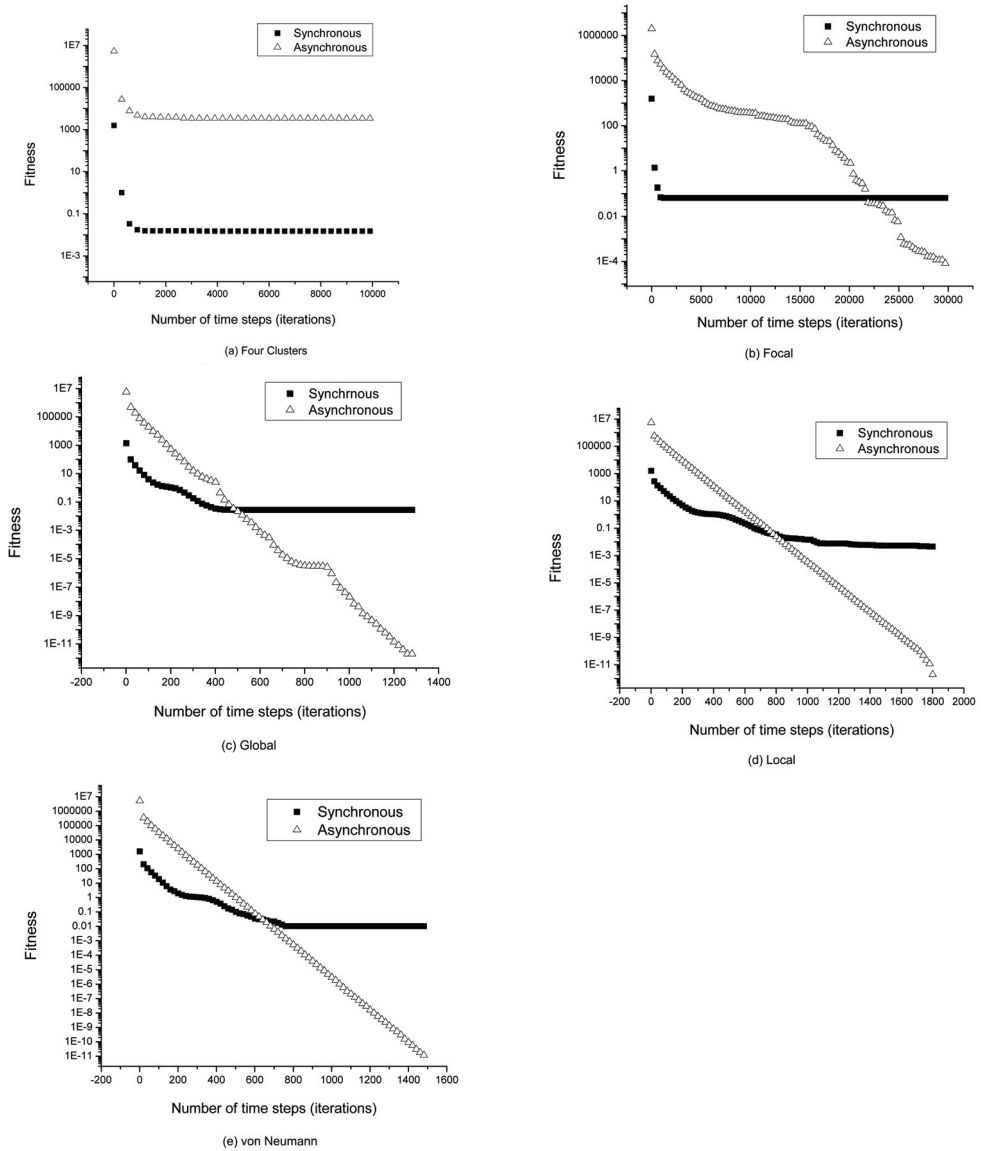 Synchronous
Asynchronous
1E7
100000
1000
10
0.1
1E-3
Fitness
0 2000 4000 6000 8000 10000
Number of time steps (iterations)
(a) Four Clusters
Synchronous
Asynchronous
1000000
10000
100
1
0.01
1E-4
Fitness
0 5000 10000 15000 20000 25000 30000
Number of time steps (iterations)
(b) Focal
Synchrnous
Asynchronous
1E7
100000
1000
10
0.1
1E-3
1E-5
1E-7
1E-9
1E-11
Fitness
-200 0 200 400 600 800 1000 1200 1400
Number of time steps (iterations)
(c) Global
Synchronous
Asynchronous
1E7
100000
1000
10
0.1
1E-3
1E-5
1E-7
1E-9
1E-11
Fitness
-200 0 200 400 600 800 1000 1200 1400 1600 1800 2000
Number of time steps (iterations)
(d) Local
Synchronous
Asynchronous
1E7
1000000
100000
10000
1000
100
10
1
0.1
0.01
1E-3
1E-4
1E-5
1E-6
1E-7
1E-8
1E-9
1E-10
1E-11
Fitness
-200 0 200 400 600 800 1000 1200 1400 1600
Number of time steps (iterations)
(e) von Neumann